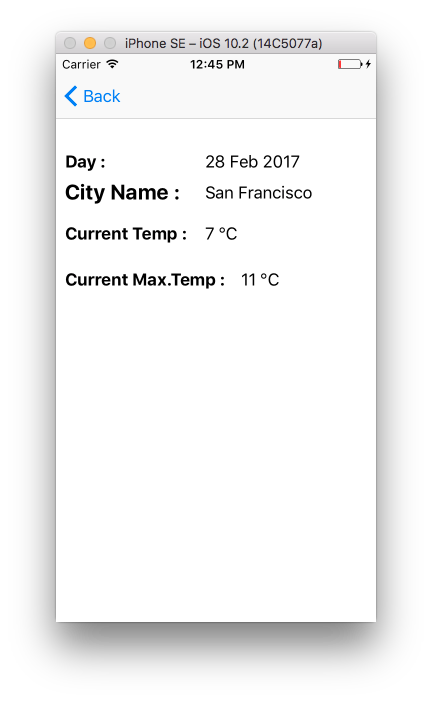 iPhone SE – iOS 10.2 (14C5077a)
Carrier 12:45 PM
Back
Day : 28 Feb 2017
City Name : San Francisco
Current Temp : 7 °C
Current Max.Temp : 11 °C